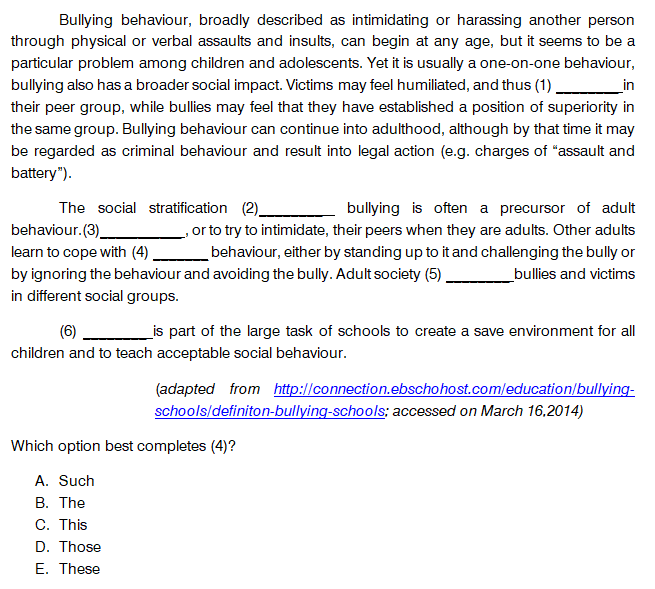 Bullying behaviour, broadly described as intimidating or harassing another person
through physical or verbal assaults and insults, can begin at any age, but it seems to be a
particular problem among children and adolescents. Yet it is usually a one-on-one behaviour,
bullying also has a broader social impact. Victims may feel humiliated, and thus (1) ________in
their peer group, while bullies may feel that they have established a position of superiority in
the same group. Bullying behaviour can continue into adulthood, although by that time it may
be regarded as criminal behaviour and result into legal action (e.g. charges of “assault and
battery”).
The social stratification (2)_________ bullying is often a precursor of adult
behaviour.(3)__________, or to try to intimidate, their peers when they are adults. Other adults
learn to cope with (4) _______ behaviour, either by standing up to it and challenging the bully or
by ignoring the behaviour and avoiding the bully. Adult society (5) ________bullies and victims
in different social groups.
(6) _________is part of the large task of schools to create a save environment for all
children and to teach acceptable social behaviour.
(adapted from http://connection.ebschohost.com/education/bullying-
schools/definiton-bullying-schools; accessed on March 16,2014)
Which option best completes (4)?
A. Such
B. The
C. This
D. Those
E. These